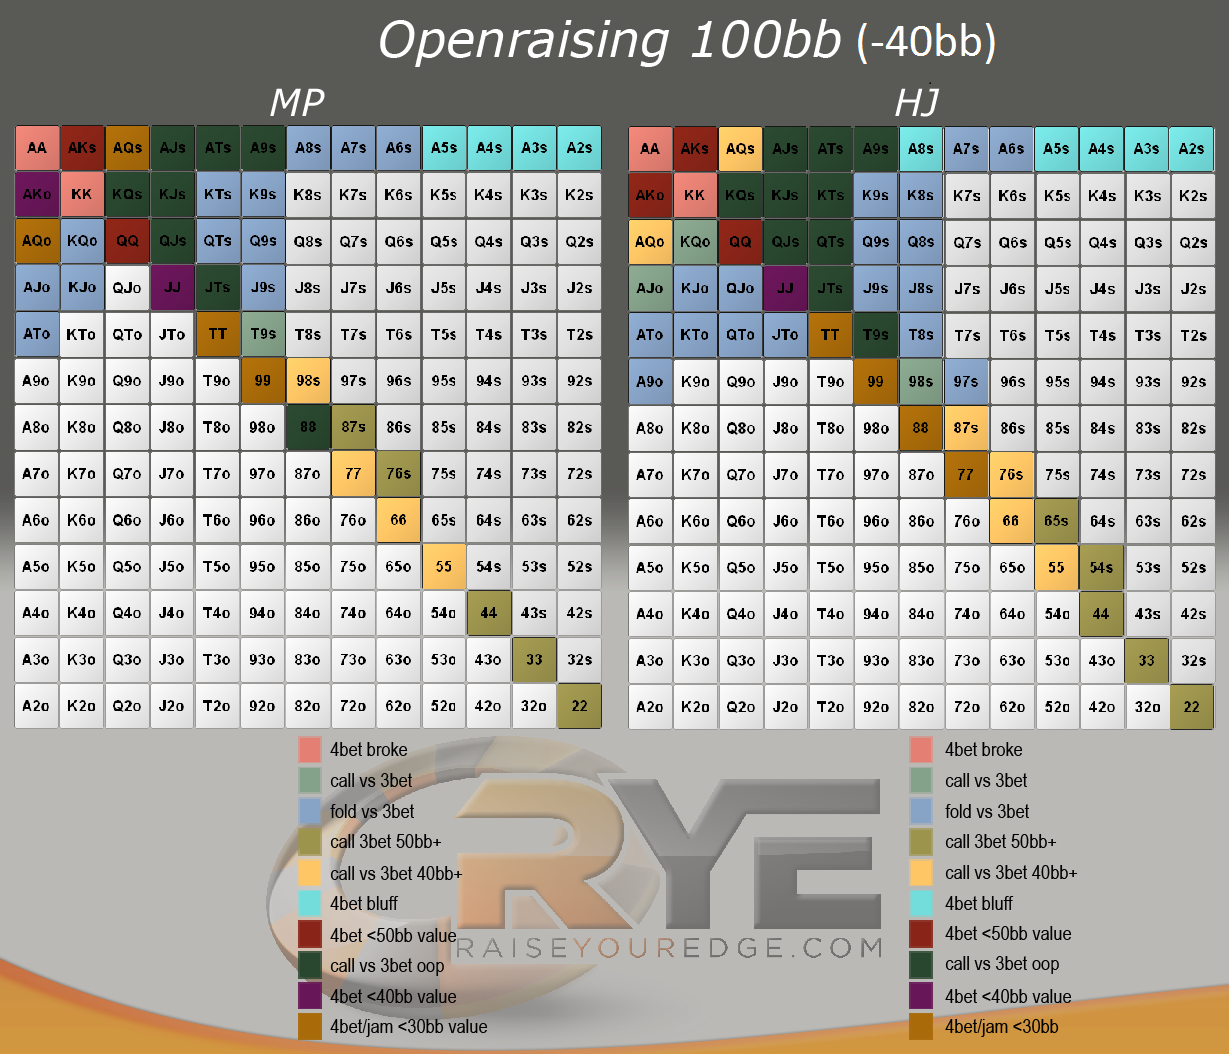 Openraising 100bb (-40bb)
MP
HJ
AA AKs AQs AJs ATs A9s A8s A7s A6s A5s A4s A3s A2s
AKo KK KQs KJs KTs K9s K8s K7s K6s K5s K4s K3s K2s
AQo KQo QQ QJs QTs Q9s Q8s Q7s Q6s Q5s Q4s Q3s Q2s
AJo KJo QJo JJ JTs J9s J8s J7s J6s J5s J4s J3s J2s
ATo KTo QTo JTo TT T9s T8s T7s T6s T5s T4s T3s T2s
A9o K9o Q9o J9o T9o 99 98s 97s 96s 95s 94s 93s 92s
A8o K8o Q8o J8o T8o 98o 88 87s 86s 85s 84s 83s 82s
A7o K7o Q7o J7o T7o 97o 87o 77 76s 75s 74s 73s 72s
A6o K6o Q6o J6o T6o 96o 86o 76o 66 65s 64s 63s 62s
A5o K5o Q5o J5o T5o 95o 85o 75o 65o 55 54s 53s 52s
A4o K4o Q4o J4o T4o 94o 84o 74o 64o 54o 44 43s 42s
A3o K3o Q3o J3o T3o 93o 83o 73o 63o 53o 43o 33 32s
A2o K2o Q2o J2o T2o 92o 82o 72o 62o 52o 42o 32o 22
AA AKs AQs AJs ATs A9s A8s A7s A6s A5s A4s A3s A2s
AKo KK KQs KJs KTs K9s K8s K7s K6s K5s K4s K3s K2s
AQo KQo QQ QJs QTs Q9s Q8s Q7s Q6s Q5s Q4s Q3s Q2s
AJo KJo QJo JJ JTs J9s J8s J7s J6s J5s J4s J3s J2s
ATo KTo QTo JTo TT T9s T8s T7s T6s T5s T4s T3s T2s
A9o K9o Q9o J9o T9o 99 98s 97s 96s 95s 94s 93s 92s
A8o K8o Q8o J8o T8o 98o 88 87s 86s 85s 84s 83s 82s
A7o K7o Q7o J7o T7o 97o 87o 77 76s 75s 74s 73s 72s
A6o K6o Q6o J6o T6o 96o 86o 76o 66 65s 64s 63s 62s
A5o K5o Q5o J5o T5o 95o 85o 75o 65o 55 54s 53s 52s
A4o K4o Q4o J4o T4o 94o 84o 74o 64o 54o 44 43s 42s
A3o K3o Q3o J3o T3o 93o 83o 73o 63o 53o 43o 33 32s
A2o K2o Q2o J2o T2o 92o 82o 72o 62o 52o 42o 32o 22
4bet broke
call vs 3bet
fold vs 3bet
call 3bet 50bb+
call vs 3bet 40bb+
4bet bluff
4bet <50bb value
call vs 3bet oop
4bet <40bb value
4bet/jam <30bb value
RYE
RAISEYOUREDGE.COM
4bet broke
call vs 3bet
fold vs 3bet
call 3bet 50bb+
call vs 3bet 40bb+
4bet bluff
4bet <50bb value
call vs 3bet oop
4bet <40bb value
4bet/jam <30bb